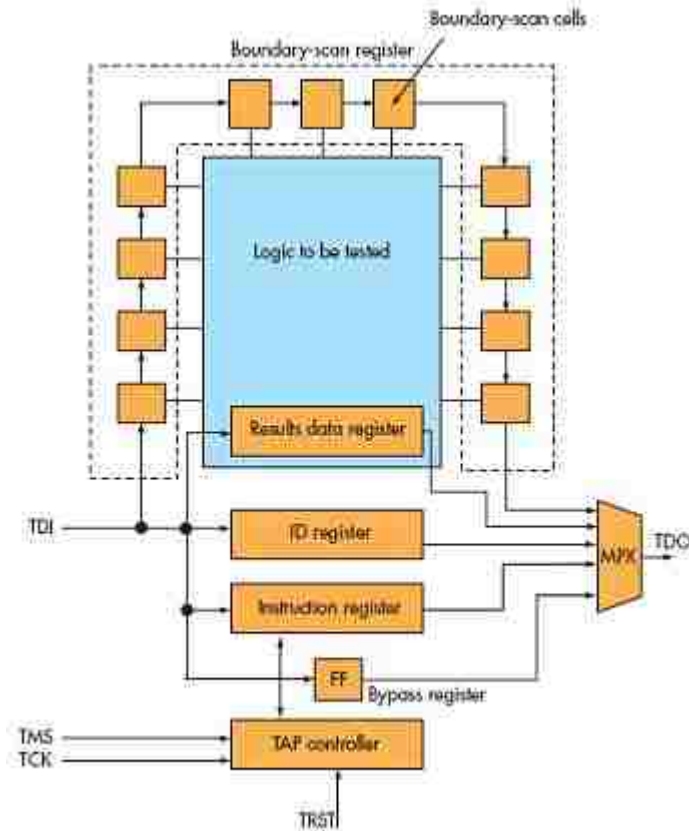 Boundary-scan cells
Boundary-scan register
Logic to be tested
Results data register
TDI
ID register
MPX
TDO
Instruction register
FF
Bypass register
TMS
TCK
TAP controller
TRST